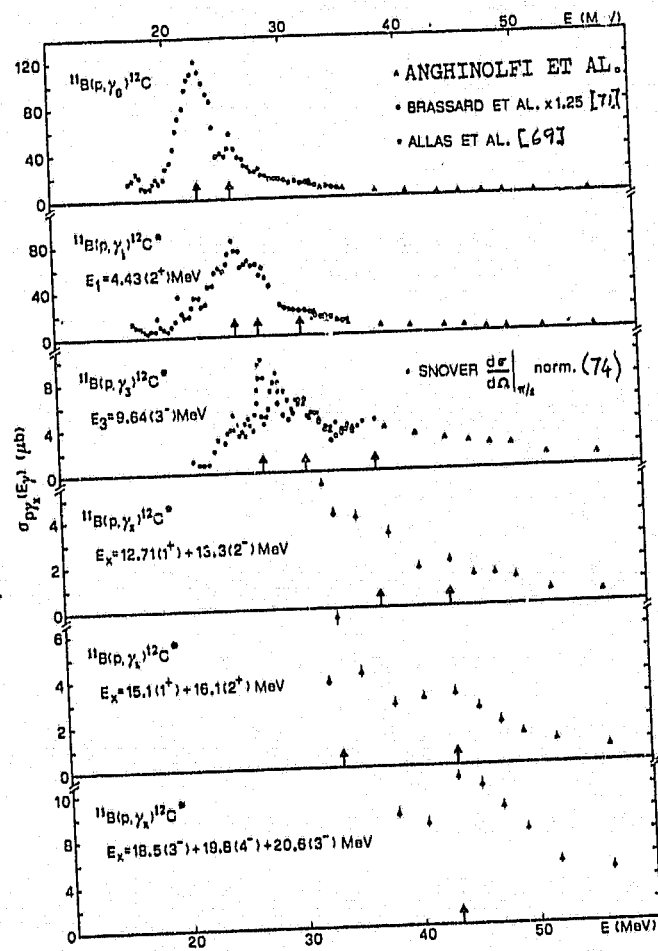 20 30 40 50 E (M V)
¹¹B(p,γ₀)¹²C
ANGHINOLFI ET AL.
BRASSARD ET AL. x 1.25 [71]
ALLAS ET AL. [69]
120
80
40
0
¹¹B(p,γ₁)¹²C*
E₁=4.43(2⁺)MeV
80
40
0
¹¹B(p,γ₃)¹²C*
E₃=9.64(3⁻)MeV
SNOVER dσ/dΩ|π/2 norm. (74)
8
4
0
σpγₓ(Eγ) (μb)
¹¹B(p,γₓ)¹²C*
Eₓ=12.71(1⁺)+13.3(2⁻)MeV
4
2
0
¹¹B(p,γₓ)¹²C*
Eₓ=15.1(1⁺)+16.1(2⁺)MeV
6
4
2
0
¹¹B(p,γₓ)¹²C*
Eₓ=18.5(3⁻)+19.8(4⁻)+20.6(3⁻) MeV
10
8
2
0
0 20 30 40 50 E (MeV)